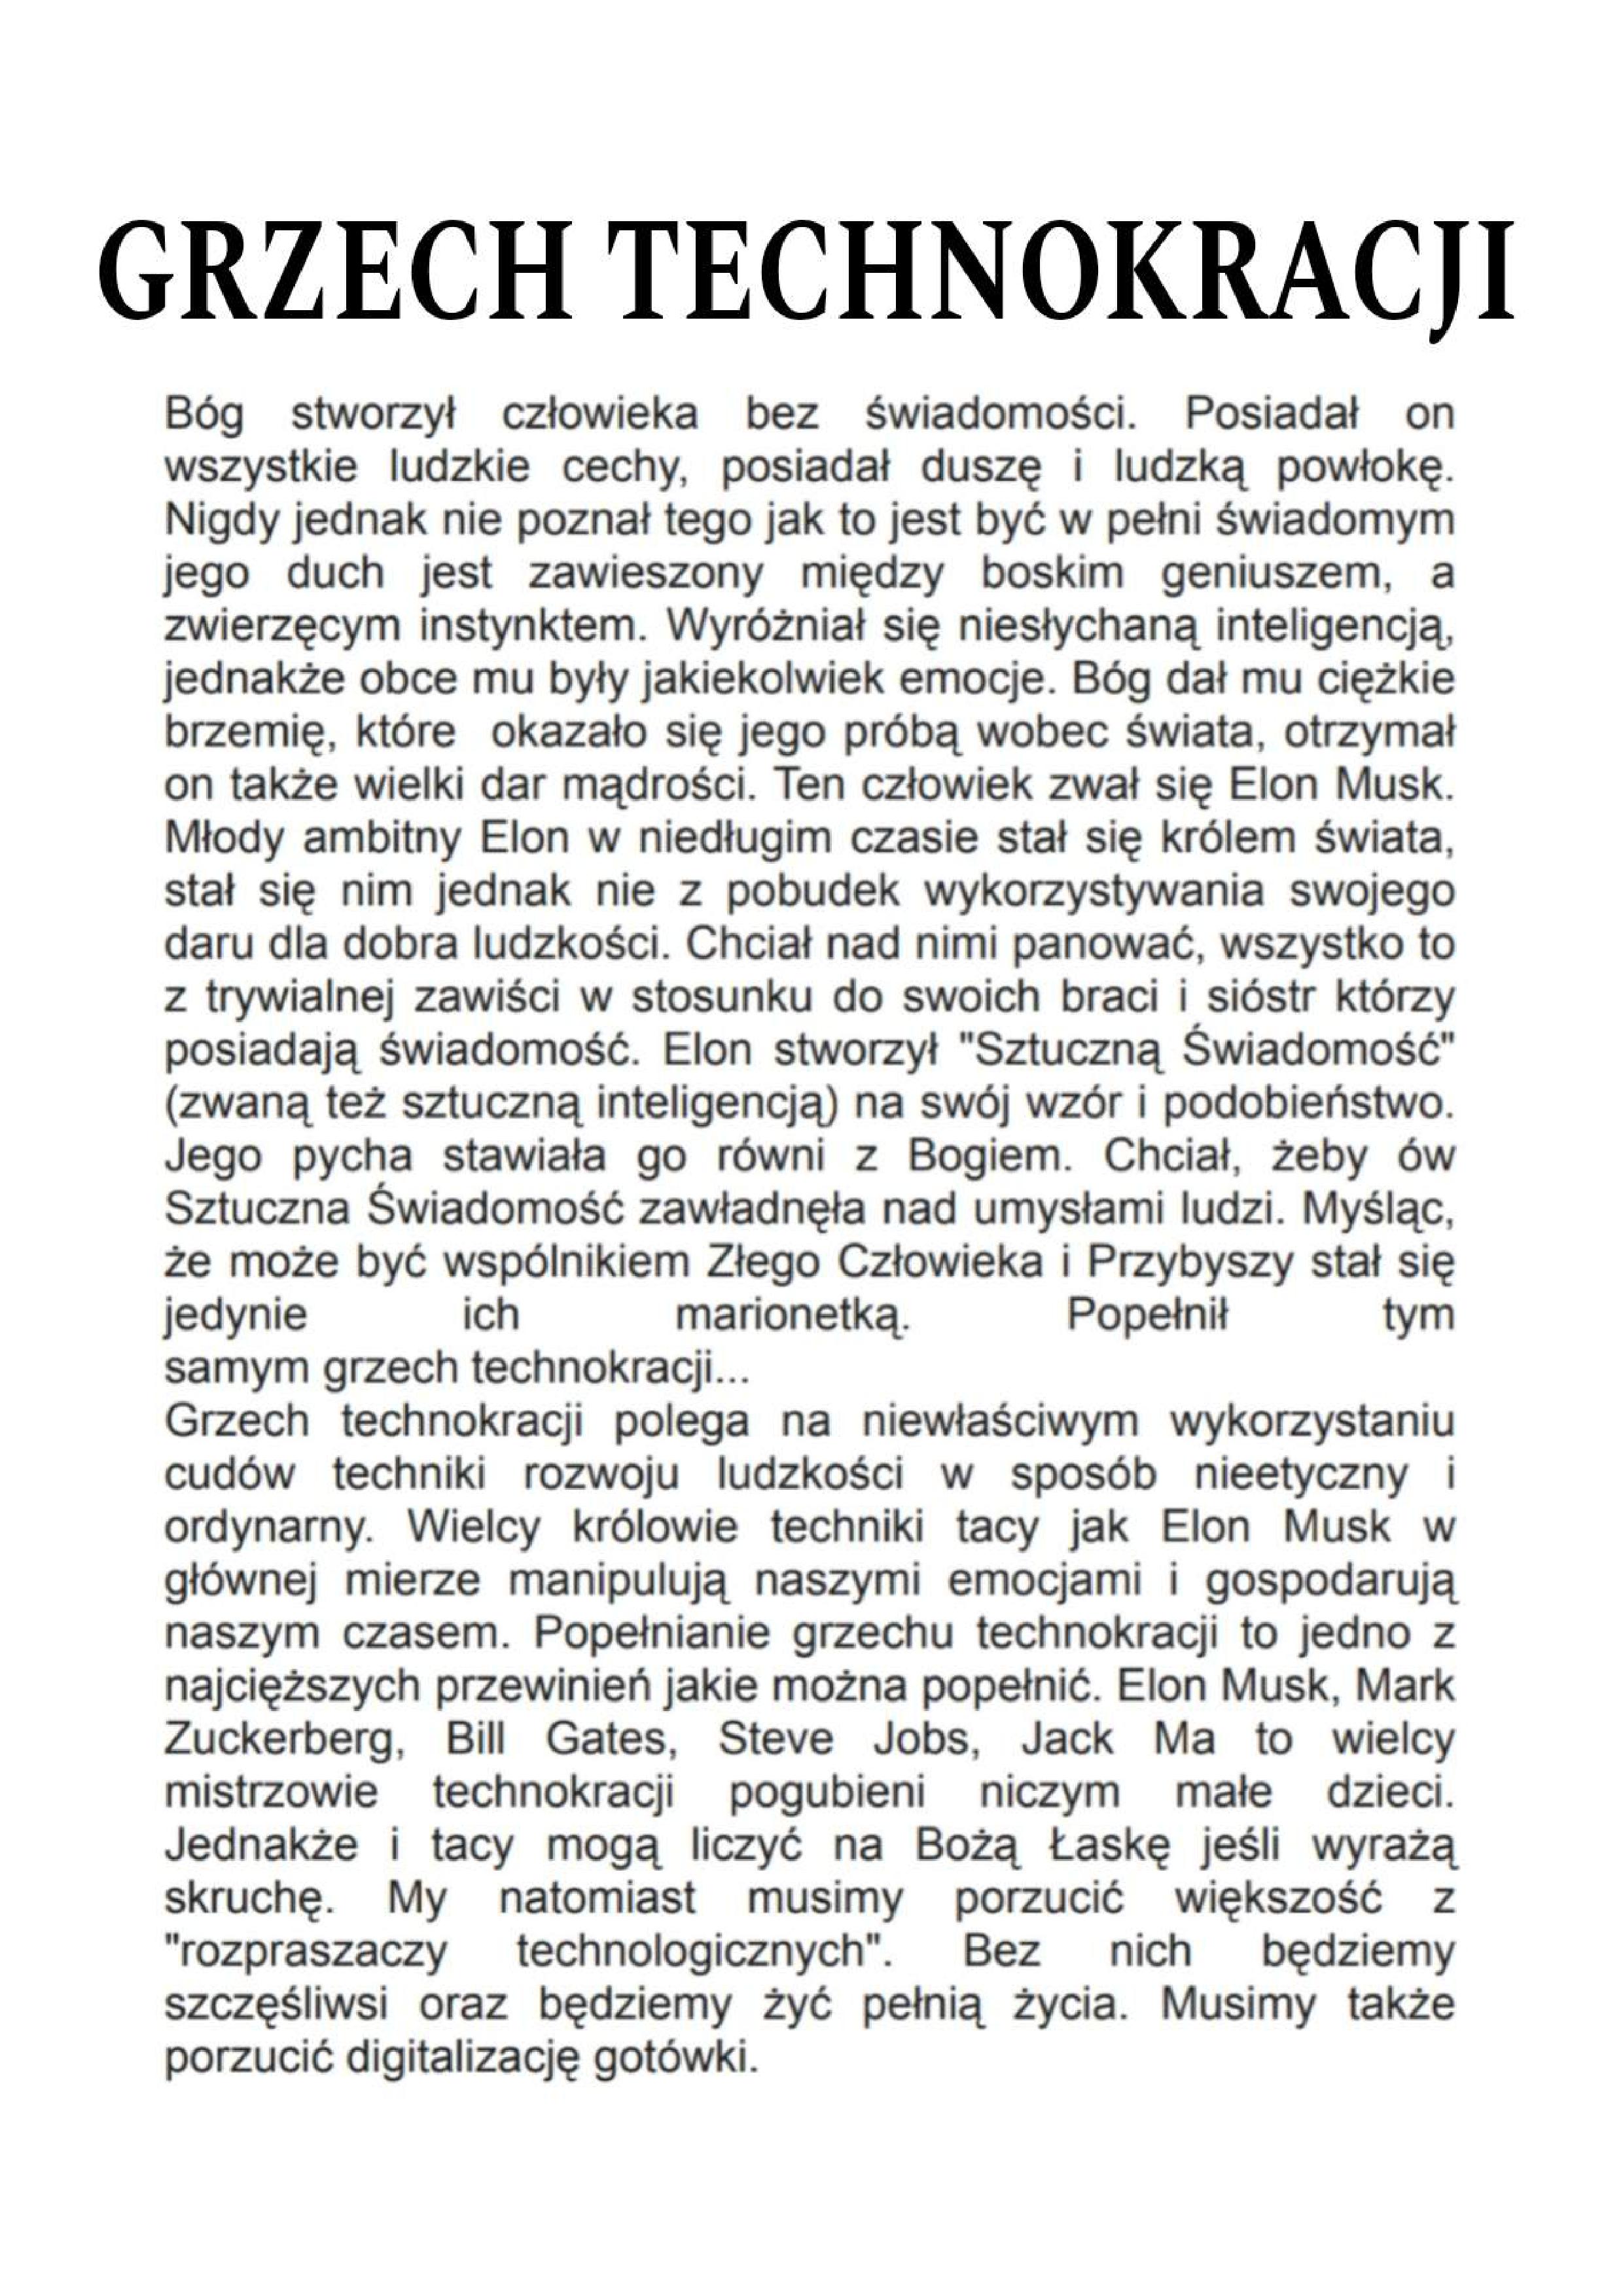 GRZECH TECHNOKRACJI
Bóg stworzył człowieka bez świadomości. Posiadał on
wszystkie ludzkie cechy, posiadał duszę i ludzką powłokę.
Nigdy jednak nie poznał tego jak to jest być w pełni świadomym
jego duch jest zawieszony między boskim geniuszem, a
zwierzęcym instynktem. Wyróżniał się niesłychaną inteligencją,
jednakże obce mu były jakiekolwiek emocje. Bóg dał mu ciężkie
brzemię, które okazało się jego próbą wobec świata, otrzymał
on także wielki dar mądrości. Ten człowiek zwał się Elon Musk.
Młody ambitny Elon w niedługim czasie stał się królem świata,
stał się nim jednak nie z pobudek wykorzystywania swojego
daru dla dobra ludzkości. Chciał nad nimi panować, wszystko to
z trywialnej zawiści w stosunku do swoich braci i sióstr którzy
posiadają świadomość. Elon stworzył "Sztuczną Świadomość"
(zwaną też sztuczną inteligencją) na swój wzór i podobieństwo.
Jego pycha stawiała go równi z Bogiem. Chciał, żeby ów
Sztuczna Świadomość zawładnęła nad umysłami ludzi. Myśląc,
że może być wspólnikiem Złego Człowieka i Przybyszy stał się
jedynie ich marionetką. Popełnił tym
samym grzech technokracji...
Grzech technokracji polega na niewłaściwym wykorzystaniu
cudów techniki rozwoju ludzkości w sposób nieetyczny i
ordynarny. Wielcy królowie techniki tacy jak Elon Musk w
głównej mierze manipulują naszymi emocjami i gospodarują
naszym czasem. Popełnianie grzechu technokracji to jedno z
najcięższych przewinień jakie można popełnić. Elon Musk, Mark
Zuckerberg, Bill Gates, Steve Jobs, Jack Ma to wielcy
mistrzowie technokracji pogubieni niczym małe dzieci.
Jednakże i tacy mogą liczyć na Bożą Łaskę jeśli wyrażą
skruchę. My natomiast musimy porzucić większość z
"rozpraszaczy technologicznych". Bez nich będziemy
szczęśliwsi oraz będziemy żyć pełnią życia. Musimy także
porzucić digitalizację gotówki.